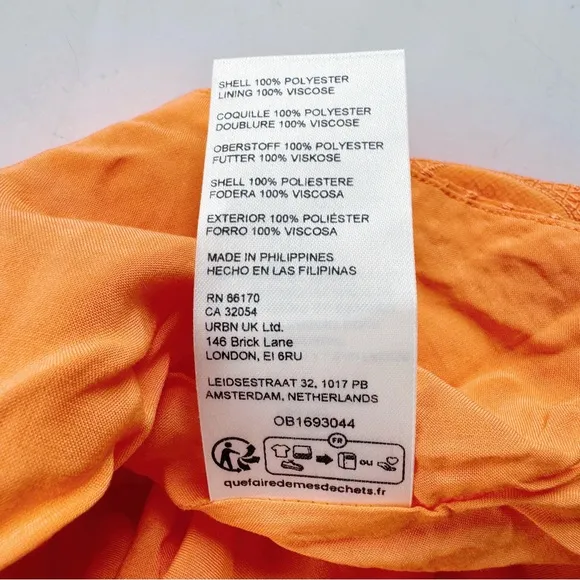 SHELL 100% POLYESTER
LINING 100% VISCOSE
COQUILLE 100% POLYESTER
DOUBLURE 100% VISCOSE
OBERSTOFF 100% POLYESTER
FUTTER 100% VISKOSE
SHELL 100% POLIESTERE
FODERA 100% VISCOSA
EXTERIOR 100% POLIÉSTER
FORRO 100% VISCOSA
MADE IN PHILIPPINES
HECHO EN LAS FILIPINAS
RN 66170
CA 32054
URBN UK Ltd.
146 Brick Lane
LONDON, EI 6RU
LEIDSESTRAAT 32, 1017 PB
AMSTERDAM, NETHERLANDS
OB1693044
FR
ou
quefairedemesdechets.fr